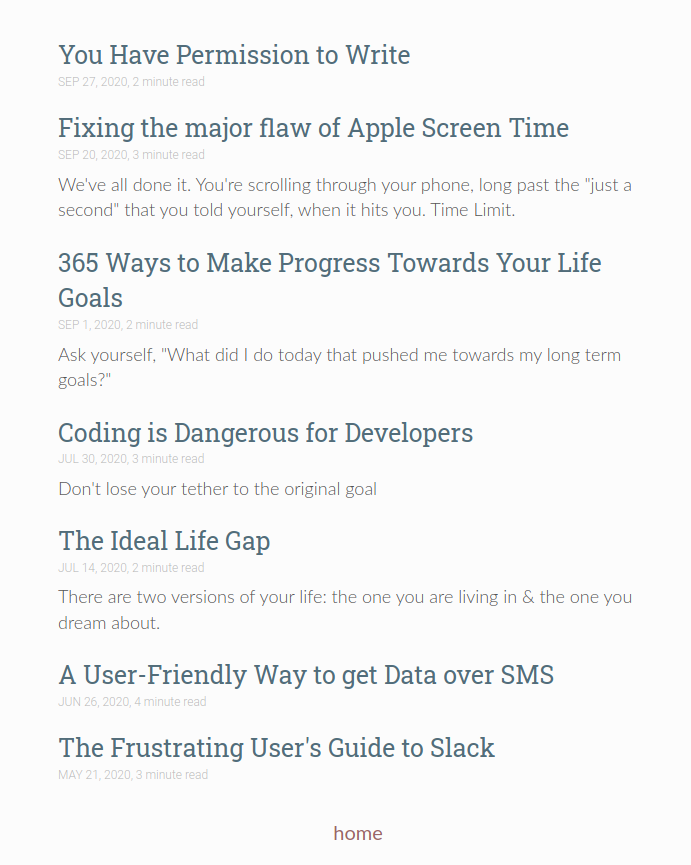 You Have Permission to Write
SEP 27, 2020, 2 minute read
Fixing the major flaw of Apple Screen Time
SEP 20, 2020, 3 minute read
We've all done it. You're scrolling through your phone, long past the "just a
second" that you told yourself, when it hits you. Time Limit.
365 Ways to Make Progress Towards Your Life
Goals
SEP 1, 2020, 2 minute read
Ask yourself, "What did I do today that pushed me towards my long term
goals?"
Coding is Dangerous for Developers
JUL 30, 2020, 3 minute read
Don't lose your tether to the original goal
The Ideal Life Gap
JUL 14, 2020, 2 minute read
There are two versions of your life: the one you are living in & the one you
dream about.
A User-Friendly Way to get Data over SMS
JUN 26, 2020, 4 minute read
The Frustrating User's Guide to Slack
MAY 21, 2020, 3 minute read
home